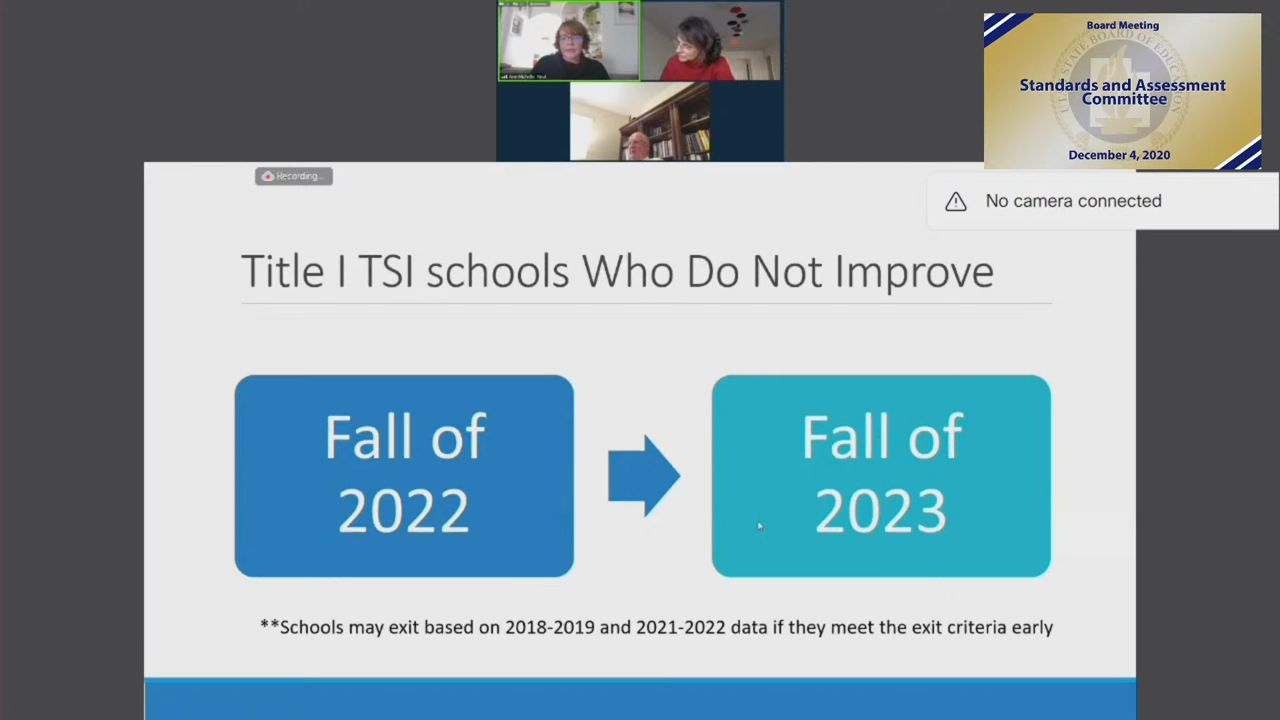 Board Meeting
Standards and Assessment
Committee
December 4, 2020
Recording...
No camera connected
Title I TSI schools Who Do Not Improve
Fall of
2022
Fall of
2023
**Schools may exit based on 2018-2019 and 2021-2022 data if they meet the exit criteria early